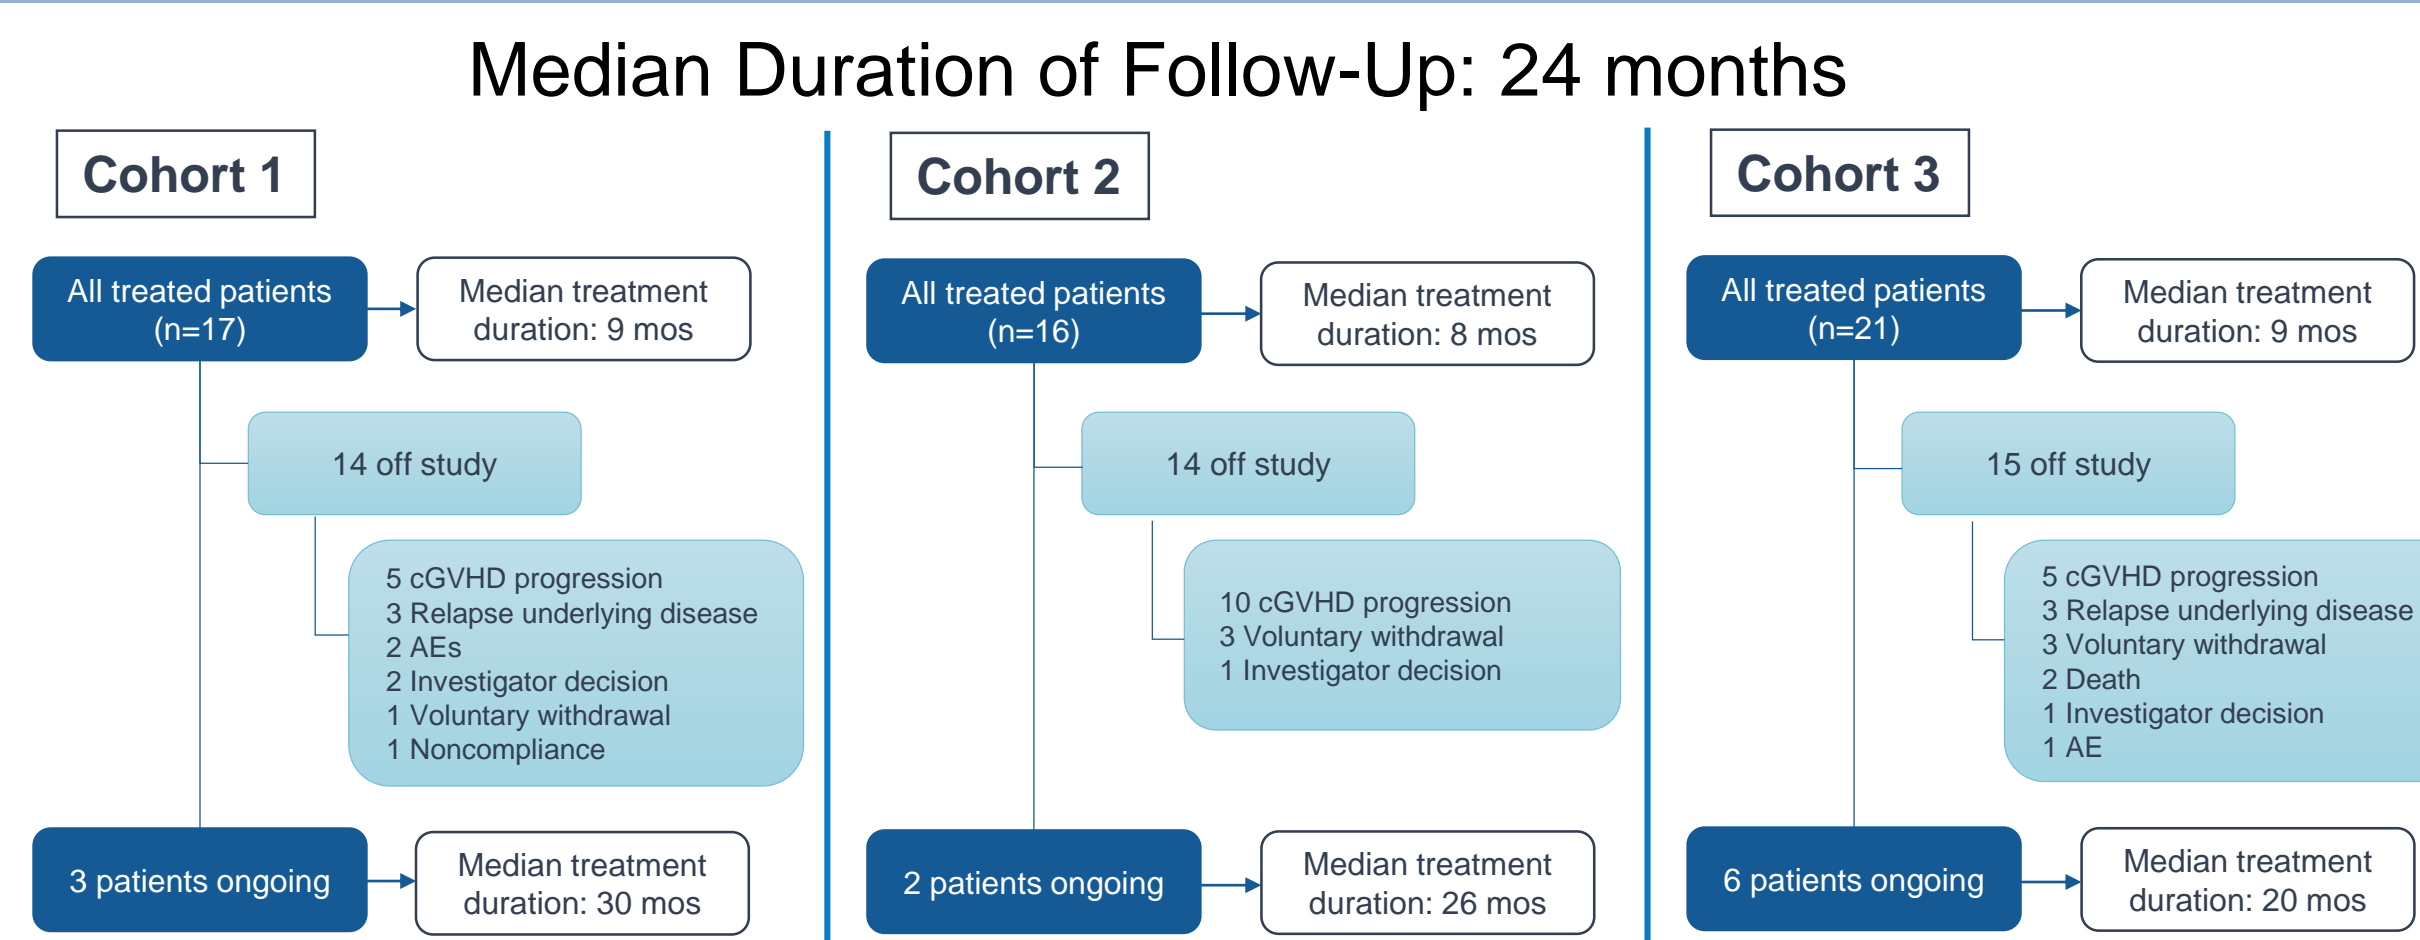 Median Duration of Follow-Up: 24 months
Cohort 1
All treated patients
(n=17)
Median treatment
duration: 9 mos
14 off study
5 cGVHD progression
3 Relapse underlying disease
2 AEs
2 Investigator decision
1 Voluntary withdrawal
1 Noncompliance
3 patients ongoing
Median treatment
duration: 30 mos
Cohort 2
All treated patients
(n=16)
Median treatment
duration: 8 mos
14 off study
10 cGVHD progression
3 Voluntary withdrawal
1 Investigator decision
2 patients ongoing
Median treatment
duration: 26 mos
Cohort 3
All treated patients
(n=21)
Median treatment
duration: 9 mos
15 off study
5 cGVHD progression
3 Relapse underlying disease
3 Voluntary withdrawal
2 Death
1 Investigator decision
1 AE
6 patients ongoing
Median treatment
duration: 20 mos